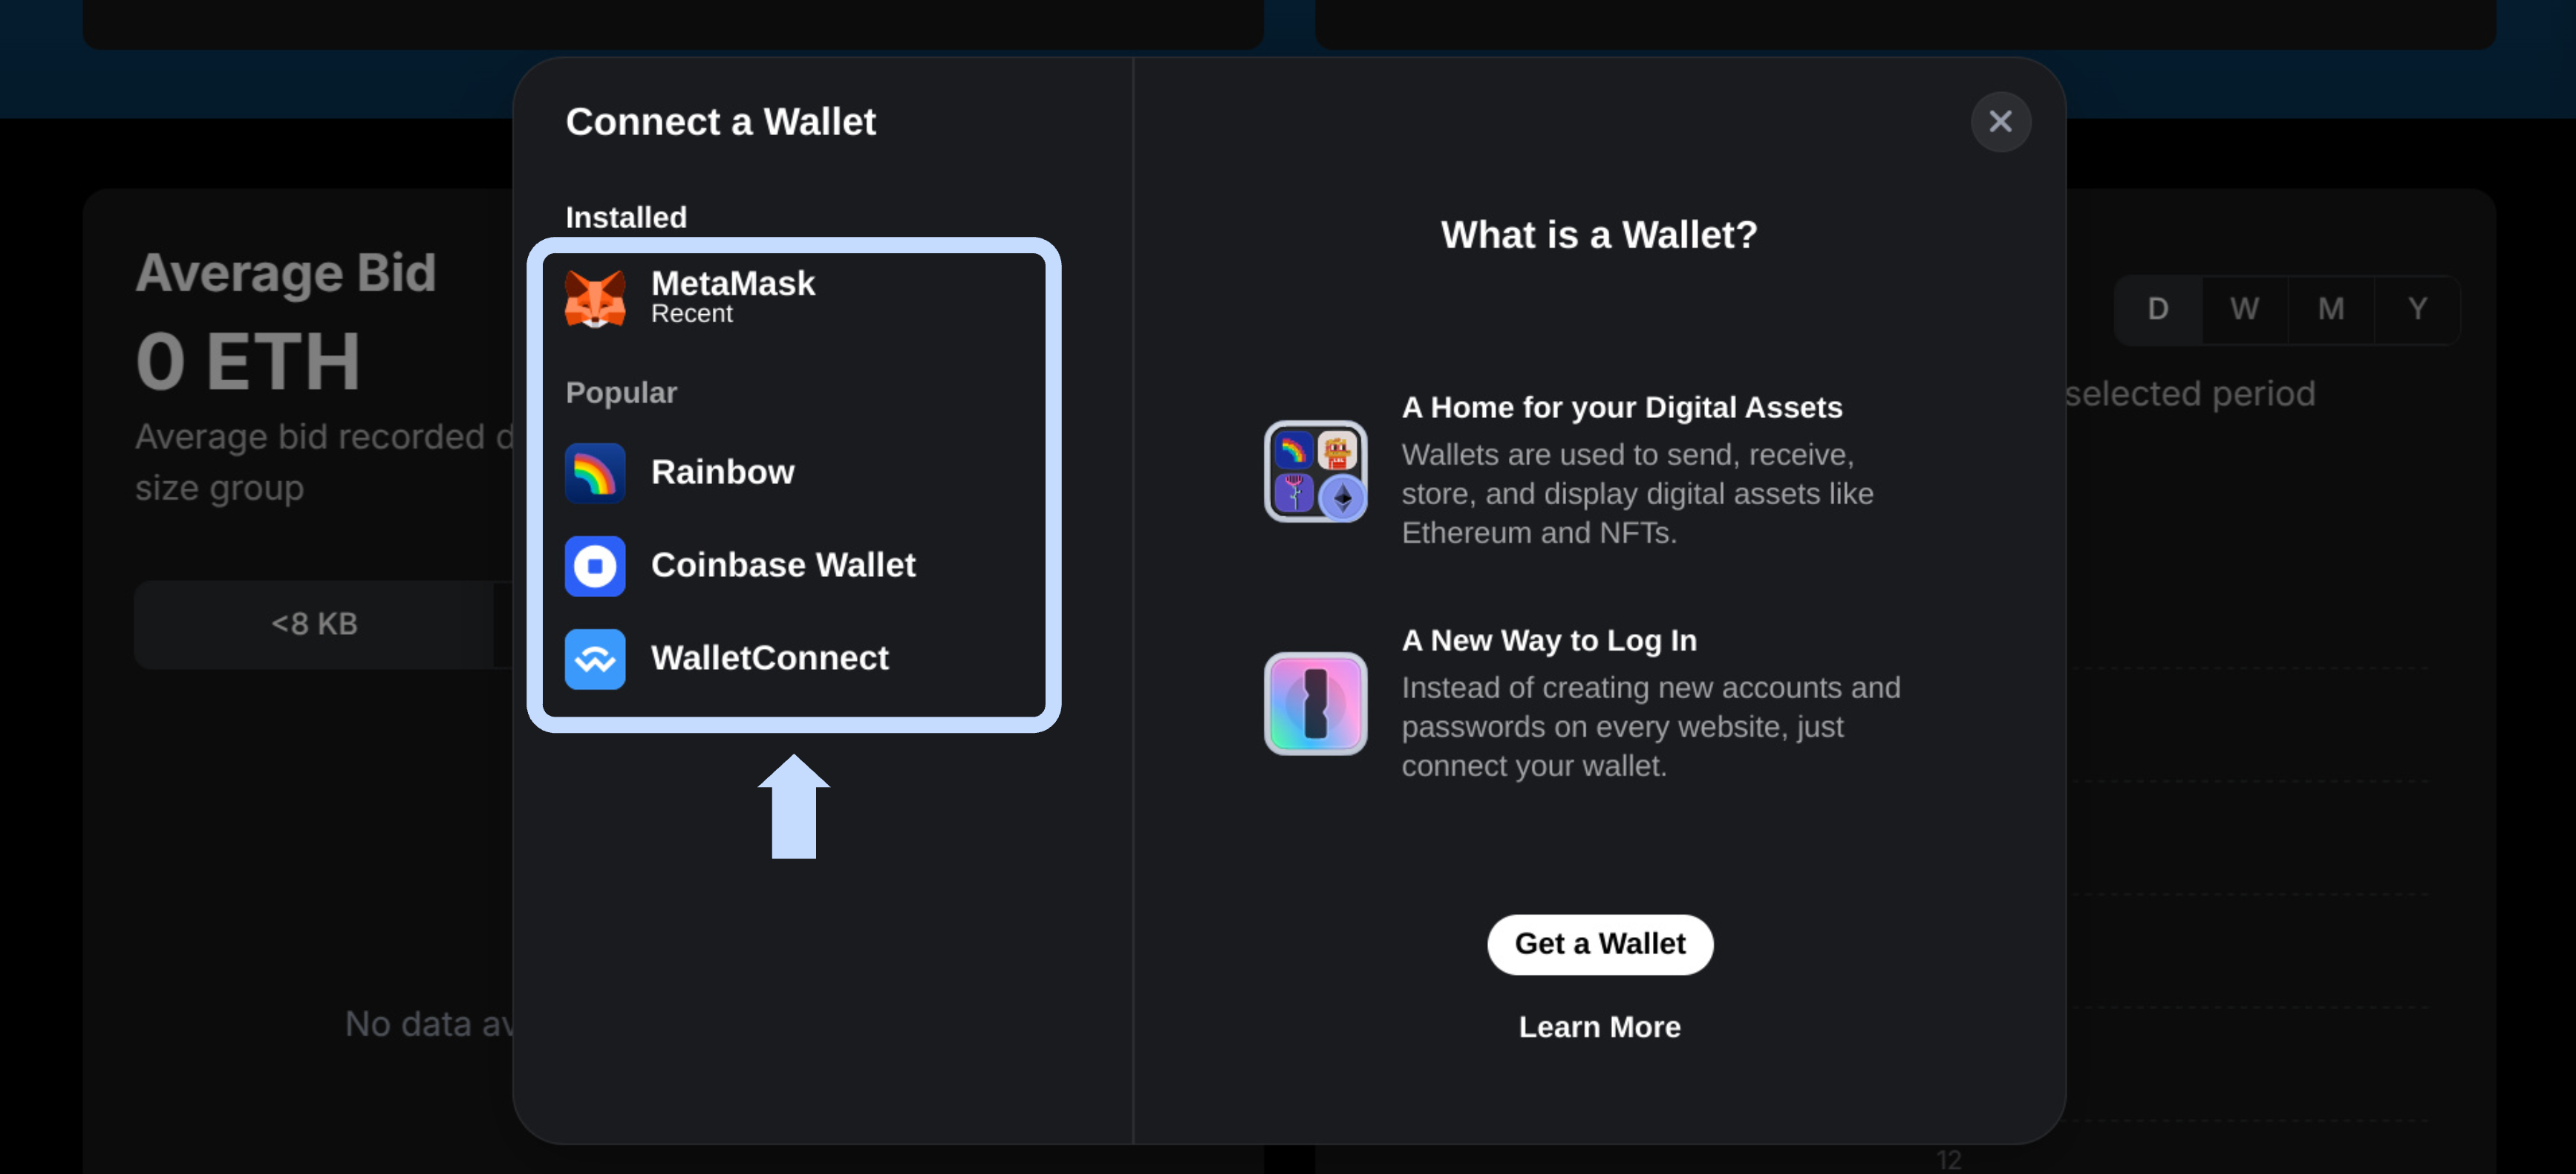 Connect a Wallet
Installed
MetaMask
Recent
Popular
Rainbow
Coinbase Wallet
WalletConnect
What is a Wallet?
A Home for your Digital Assets
Wallets are used to send, receive,
store, and display digital assets like
Ethereum and NFTs.
A New Way to Log In
Instead of creating new accounts and
passwords on every website, just
connect your wallet.
Get a Wallet
Learn More
Average Bid
0 ETH
Average bid recorded d
size group
<8 KB
No data av
D W M Y
selected period
12